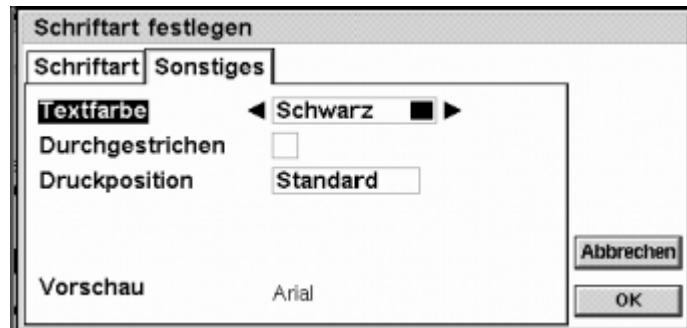 Schriftart festlegen
Schriftart Sonstiges
Textfarbe Schwarz
Durchgestrichen
Druckposition Standard
Abbrechen
Vorschau Arial
OK